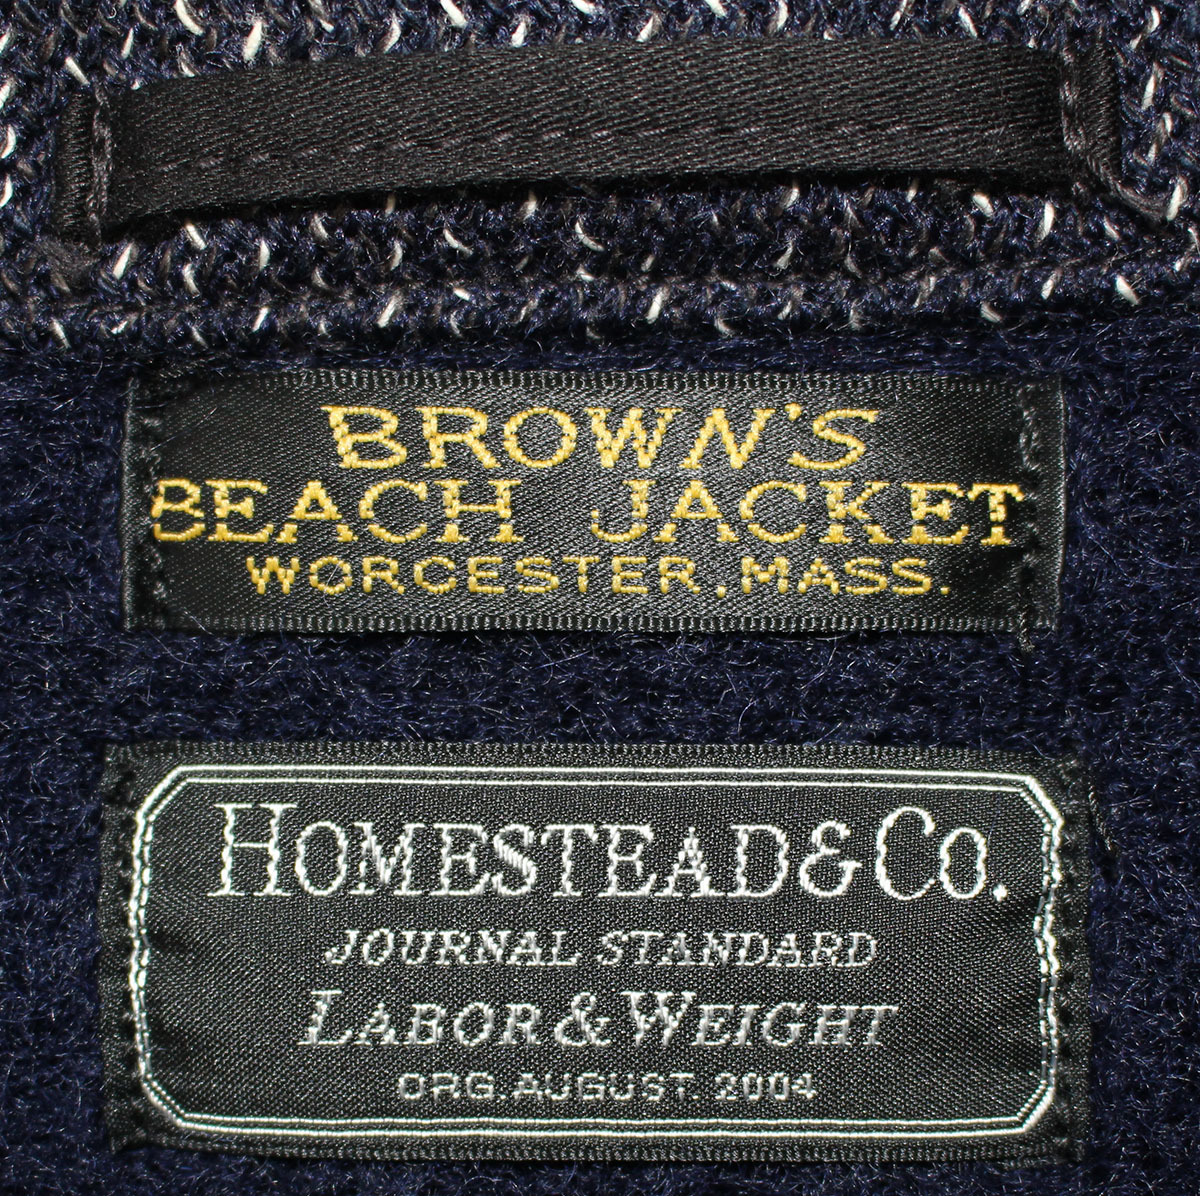 BROWN'S
BEACH JACKET
WORCESTER, MASS.
HOMESTEAD & CO.
JOURNAL STANDARD
LABOR & WEIGHT
ORG. AUGUST. 2004